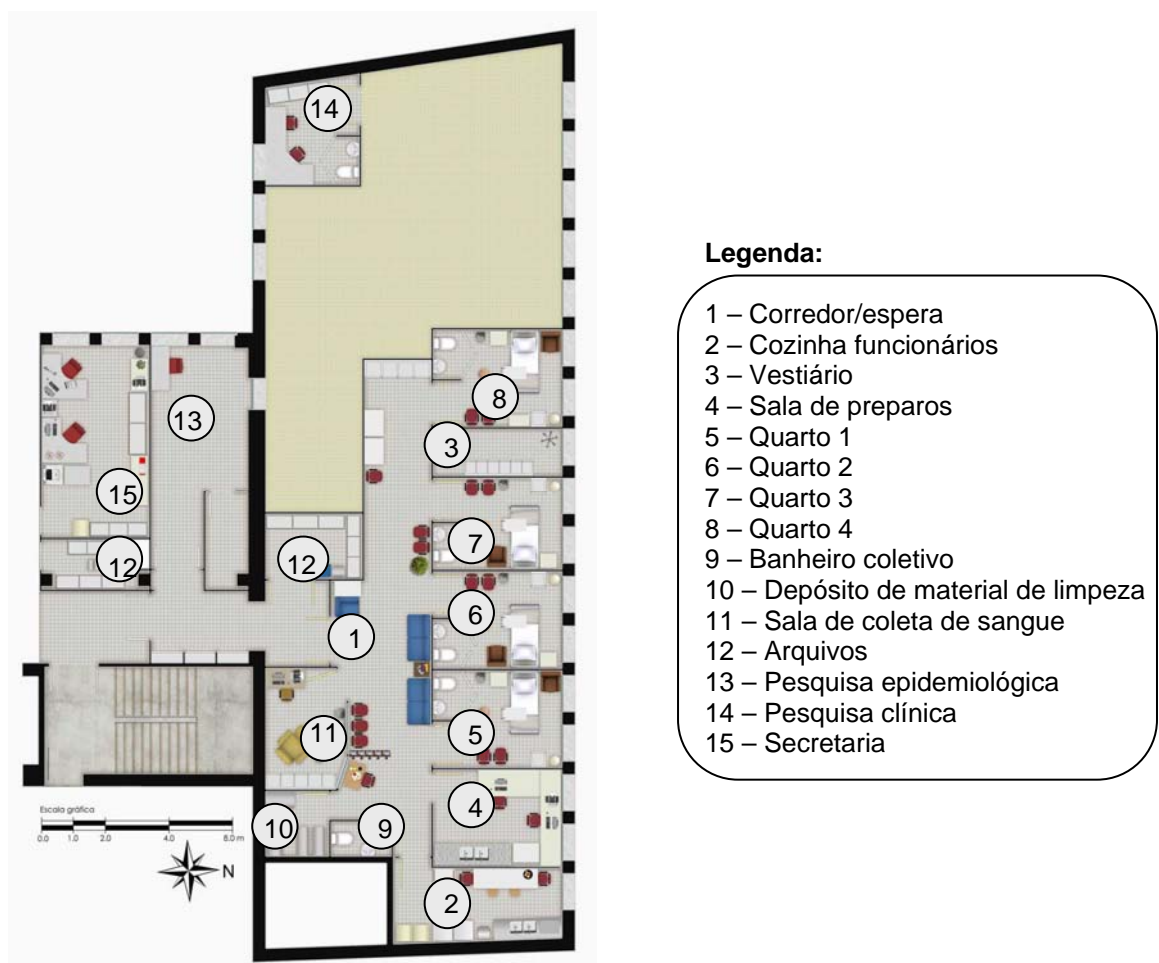 14
8
13
3
15
7
12
12
6
1
5
11
4
10
9
2
Escala gráfica
0.0 1.0 2.0 4.0 8.0 m
N
Legenda:
1 – Corredor/espera
2 – Cozinha funcionários
3 – Vestiário
4 – Sala de preparos
5 – Quarto 1
6 – Quarto 2
7 – Quarto 3
8 – Quarto 4
9 – Banheiro coletivo
10 – Depósito de material de limpeza
11 – Sala de coleta de sangue
12 – Arquivos
13 – Pesquisa epidemiológica
14 – Pesquisa clínica
15 – Secretaria